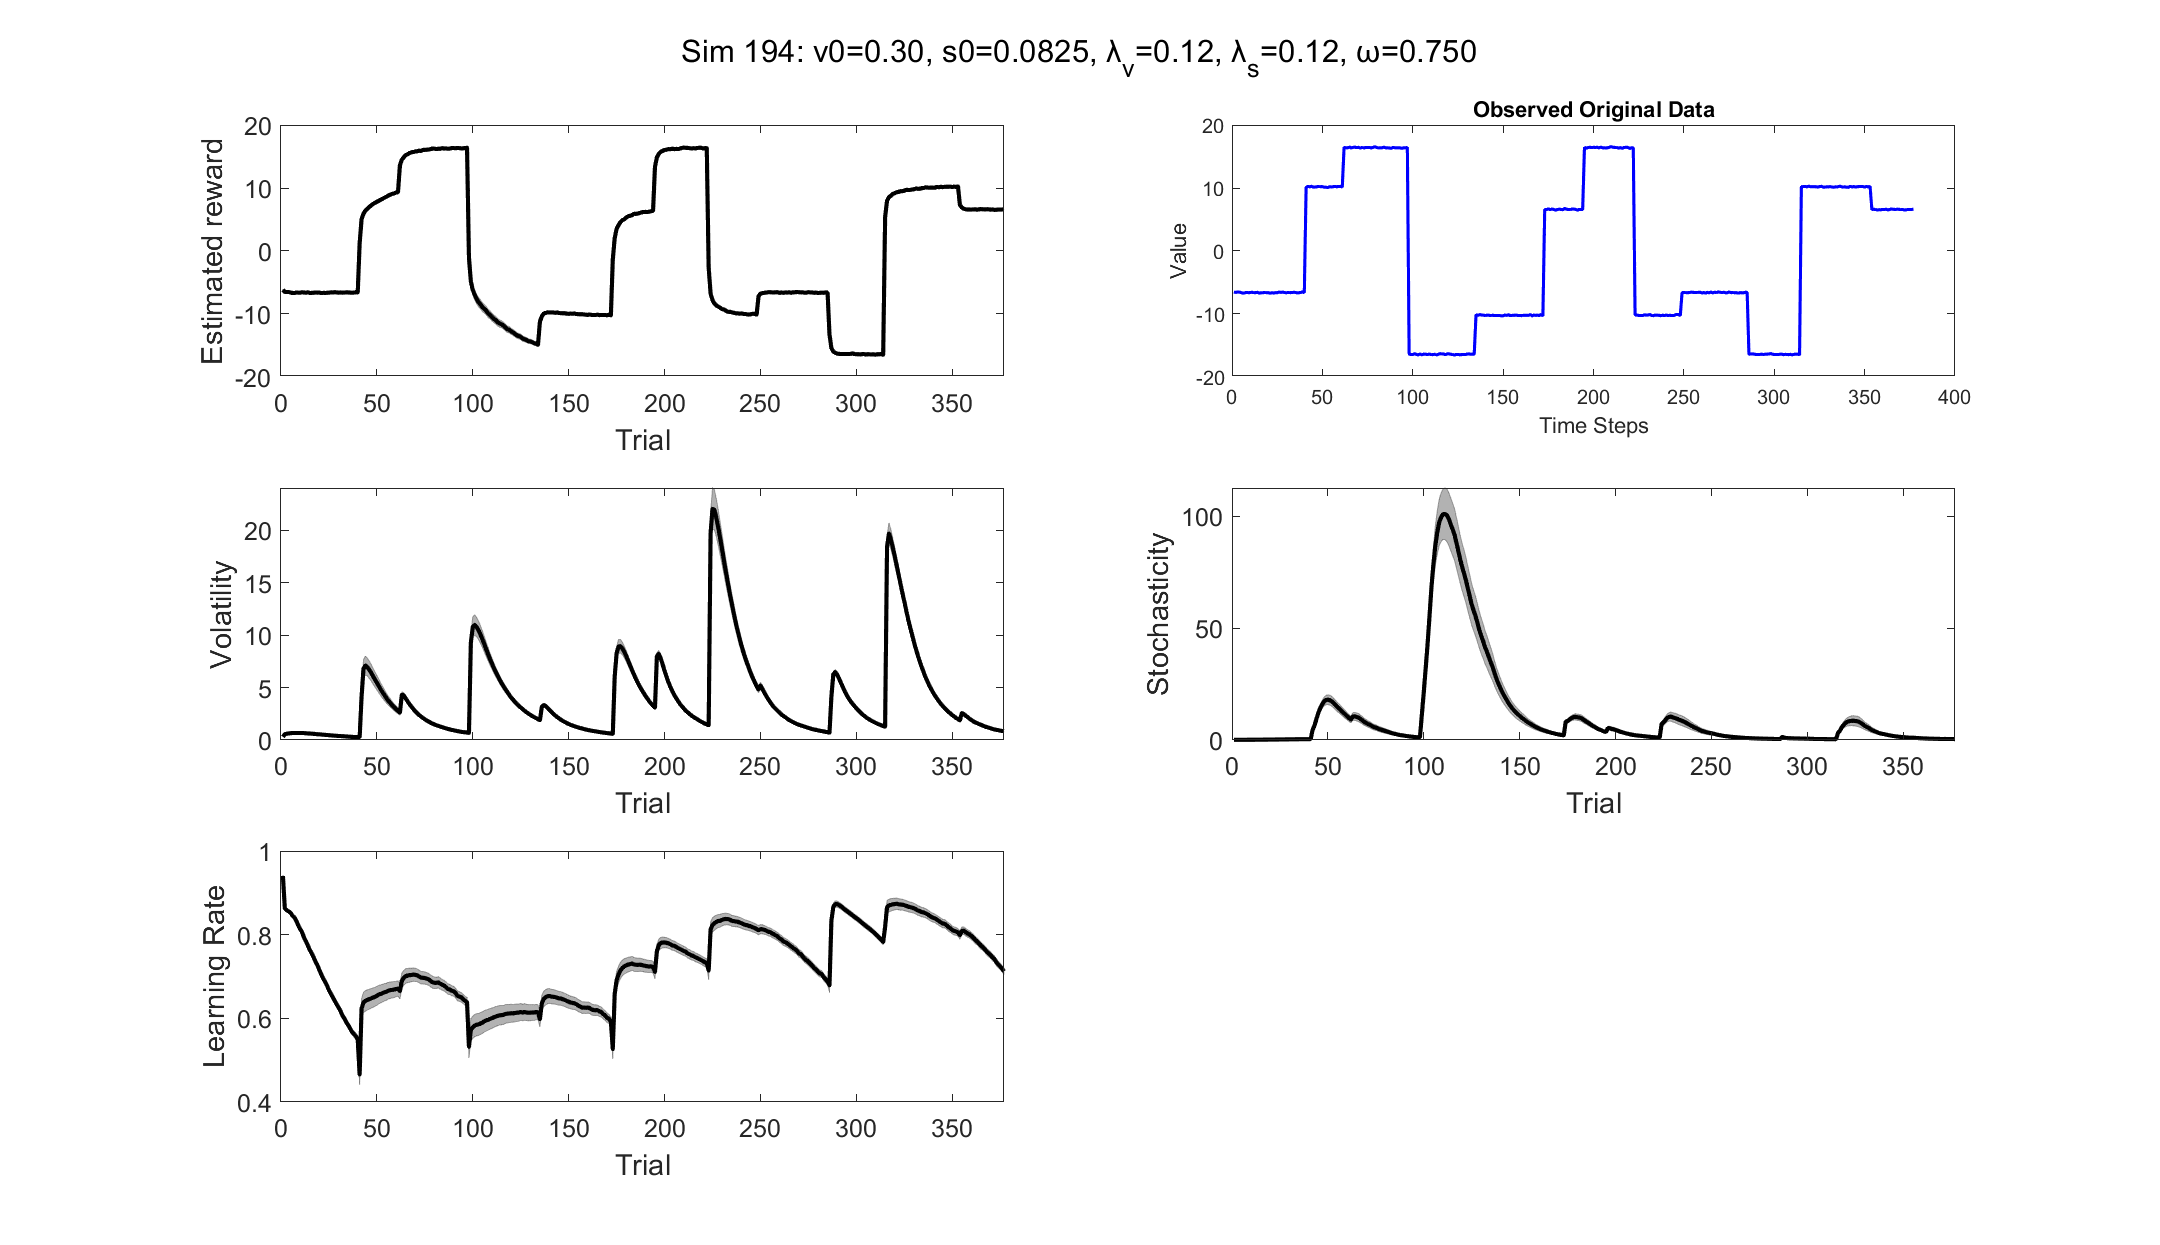 Sim 194: v0=0.30, s0=0.0825, λv=0.12, λs=0.12, ω=0.750
Estimated reward
20
10
0
-10
-20
0 50 100 150 200 250 300 350
Trial
Observed Original Data
Value
20
10
0
-10
-20
0 50 100 150 200 250 300 350 400
Time Steps
Volatility
20
15
10
5
0
0 50 100 150 200 250 300 350
Trial
Stochasticity
100
50
0
0 50 100 150 200 250 300 350
Trial
Learning Rate
1
0.8
0.6
0.4
0 50 100 150 200 250 300 350
Trial